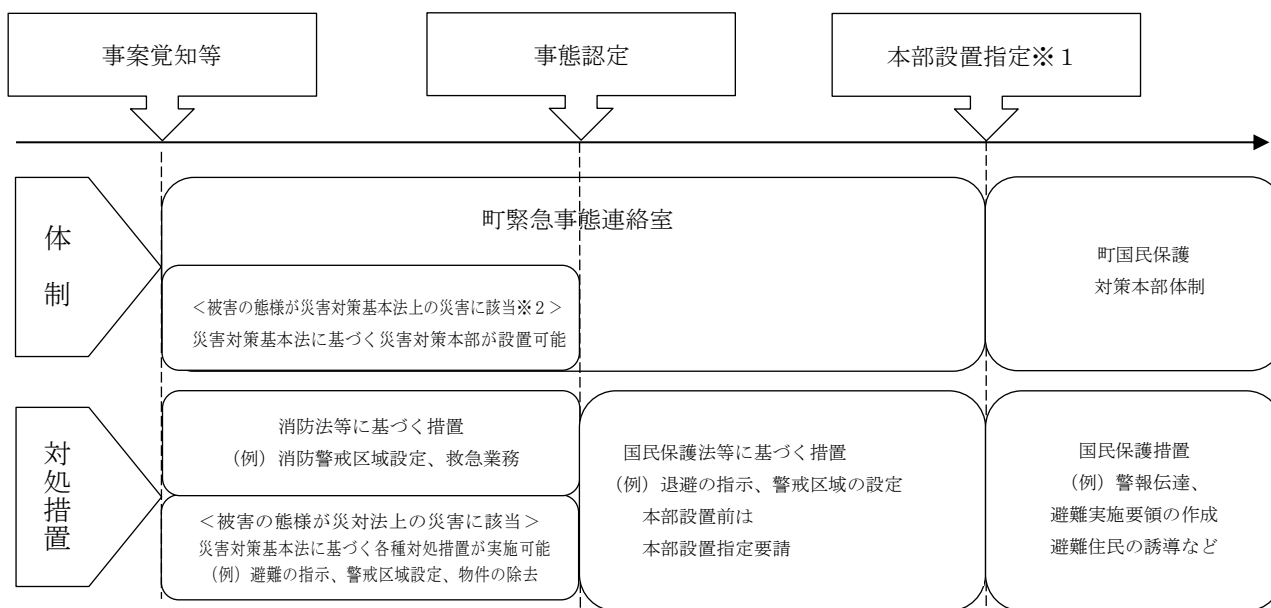 事案覚知等
事態認定
本部設置指定※１
体制
町緊急事態連絡室
＜被害の態様が災害対策基本法上の災害に該当※２＞
災害対策基本法に基づく災害対策本部が設置可能
町国民保護
対策本部体制
対処措置
消防法等に基づく措置
（例）消防警戒区域設定、救急業務
＜被害の態様が災対法上の災害に該当＞
災害対策基本法に基づく各種対処措置が実施可能
（例）避難の指示、警戒区域設定、物件の除去
国民保護法等に基づく措置
（例）退避の指示、警戒区域の設定
本部設置前は
本部設置指定要請
国民保護措置
（例）警報伝達、
避難実施要領の作成
避難住民の誘導など